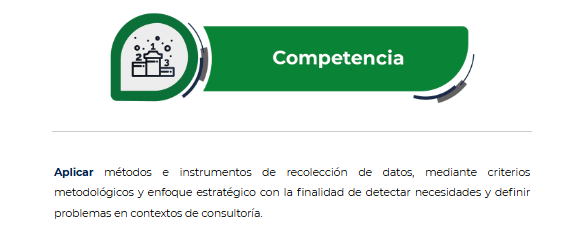 1
2
3
Competencia
Aplicar métodos e instrumentos de recolección de datos, mediante criterios
metodológicos y enfoque estratégico con la finalidad de detectar necesidades y definir
problemas en contextos de consultoría.